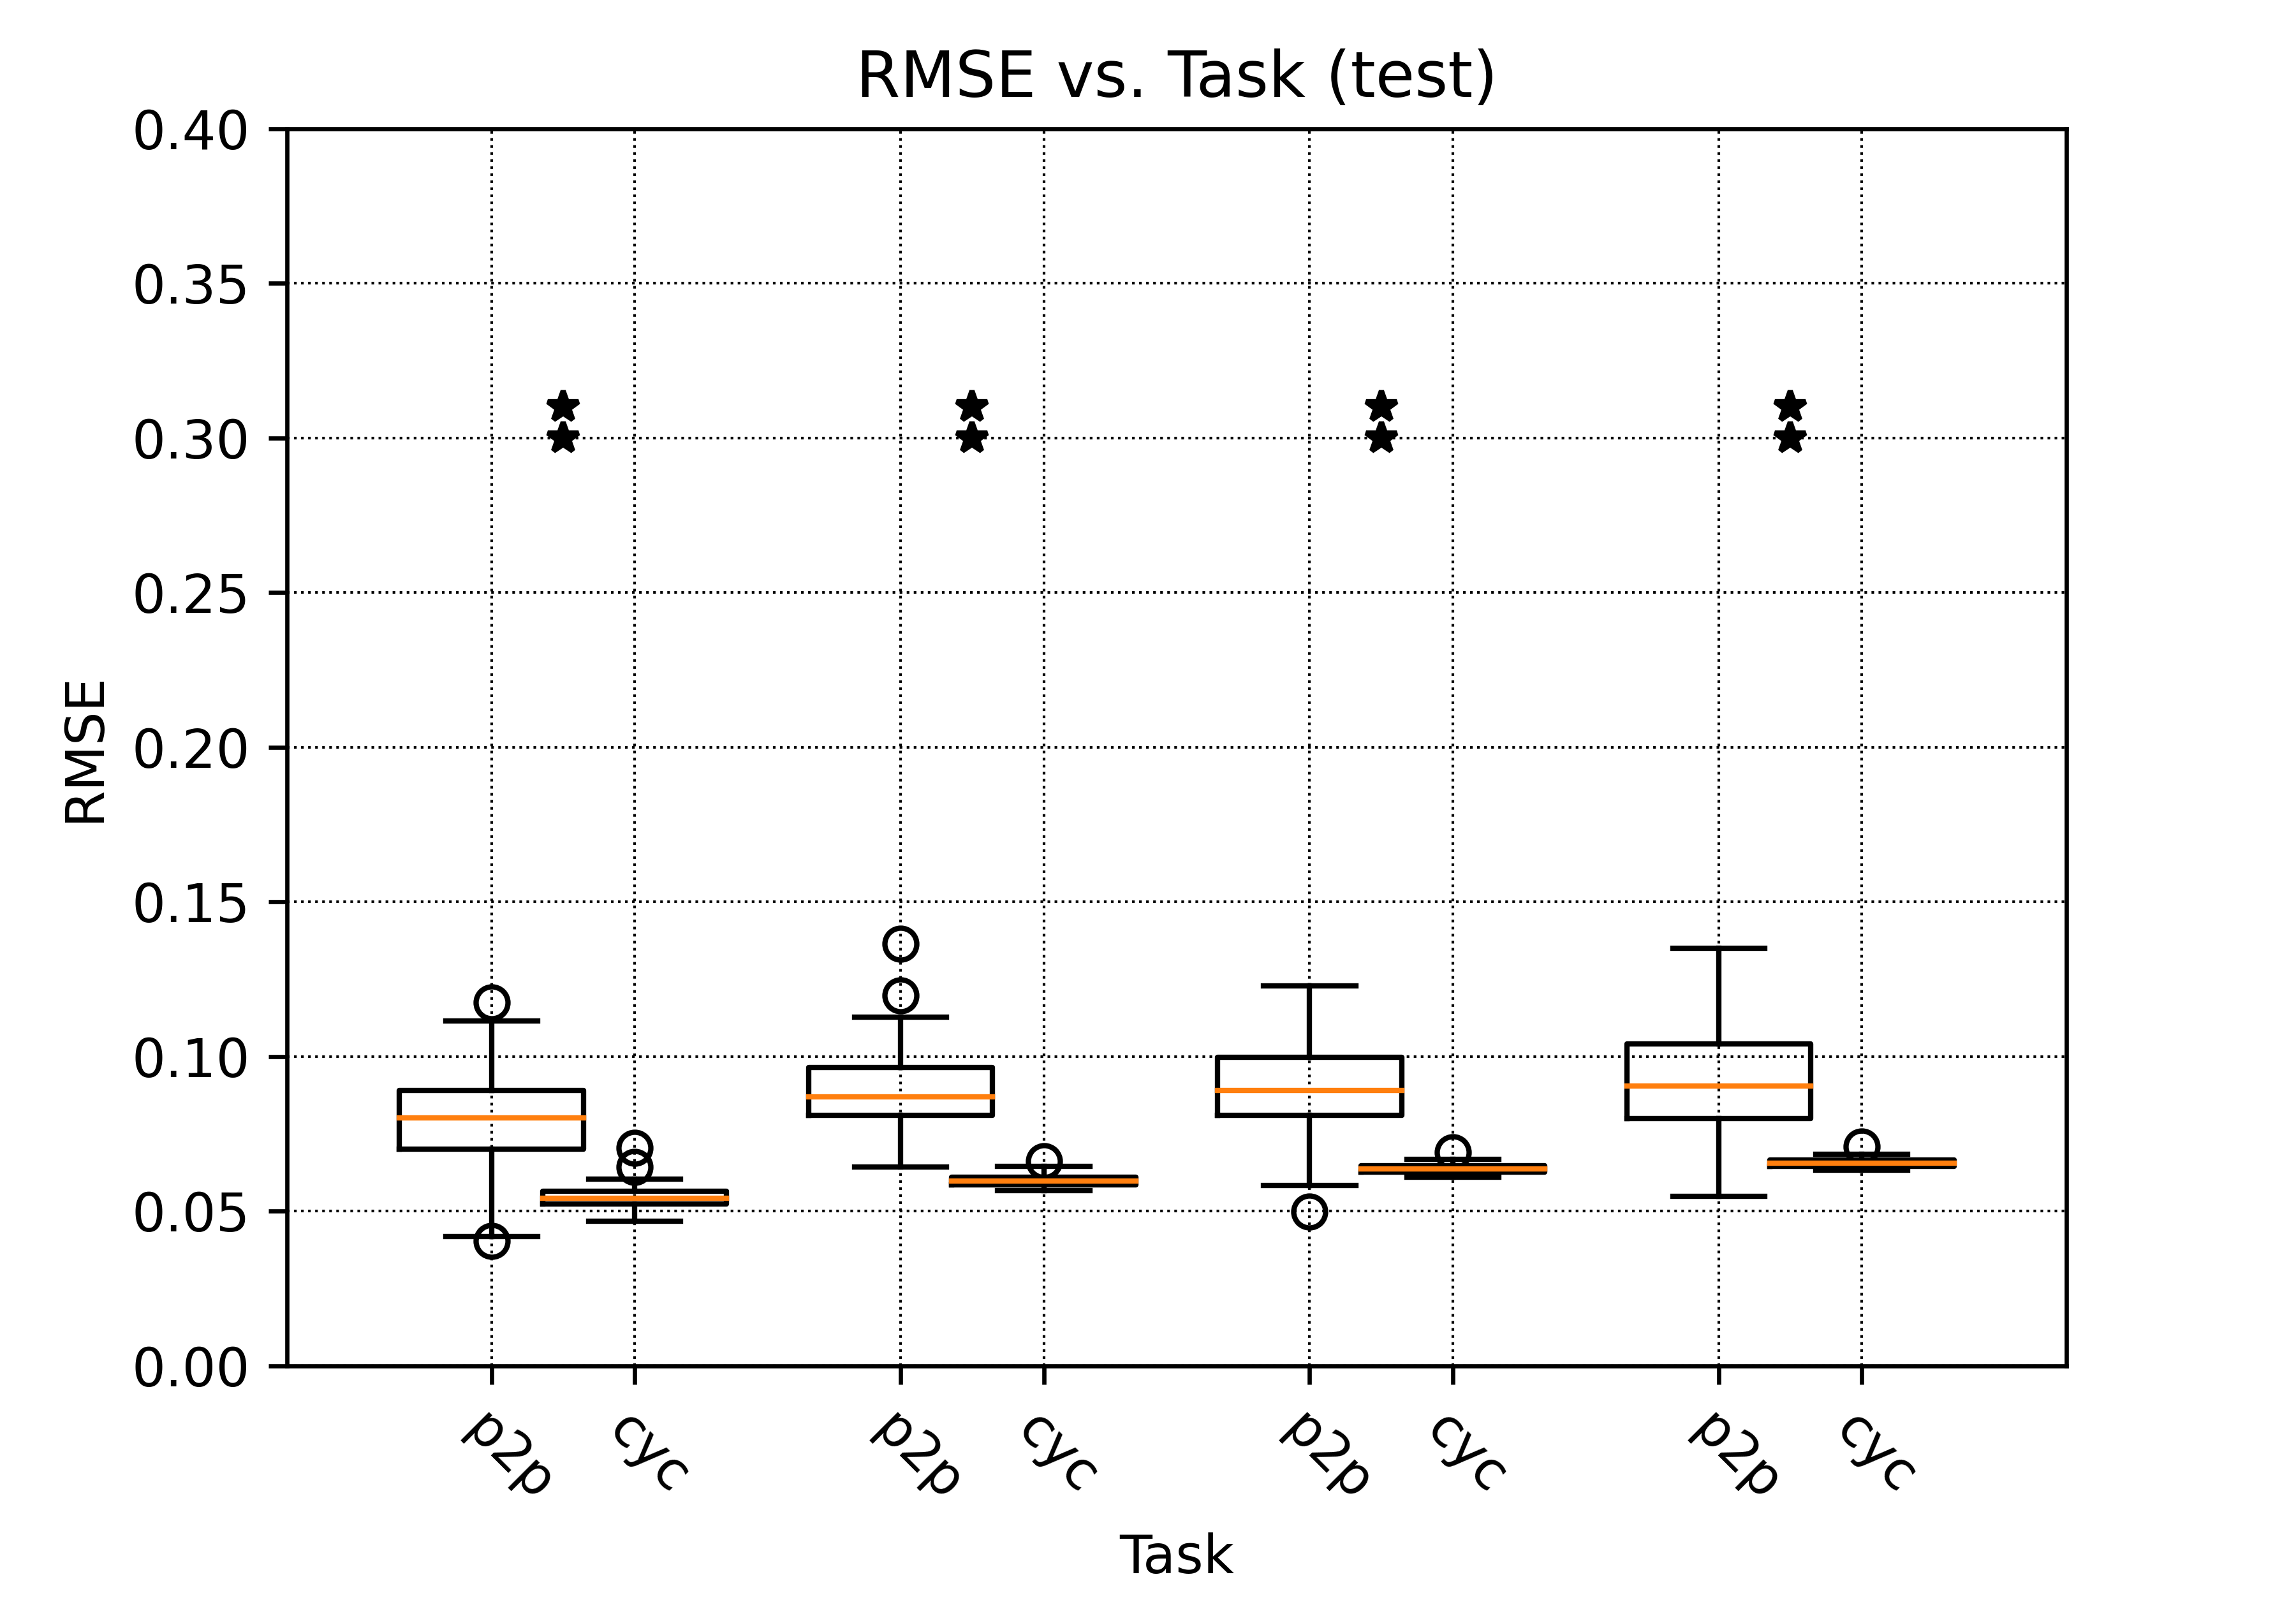 RMSE vs. Task (test)
0.40
0.35
0.30
0.25
0.20
0.15
0.10
0.05
0.00
RMSE
p2p cyc p2p cyc p2p cyc p2p cyc
Task